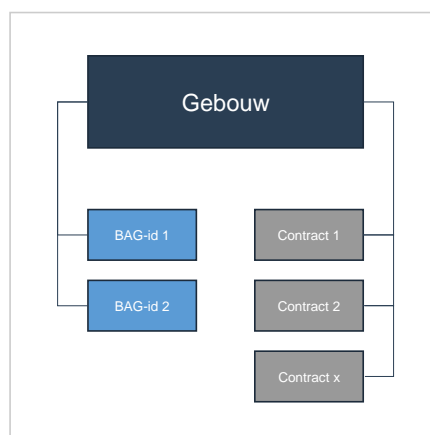 Gebouw
BAG-id 1
Contract 1
BAG-id 2
Contract 2
Contract x